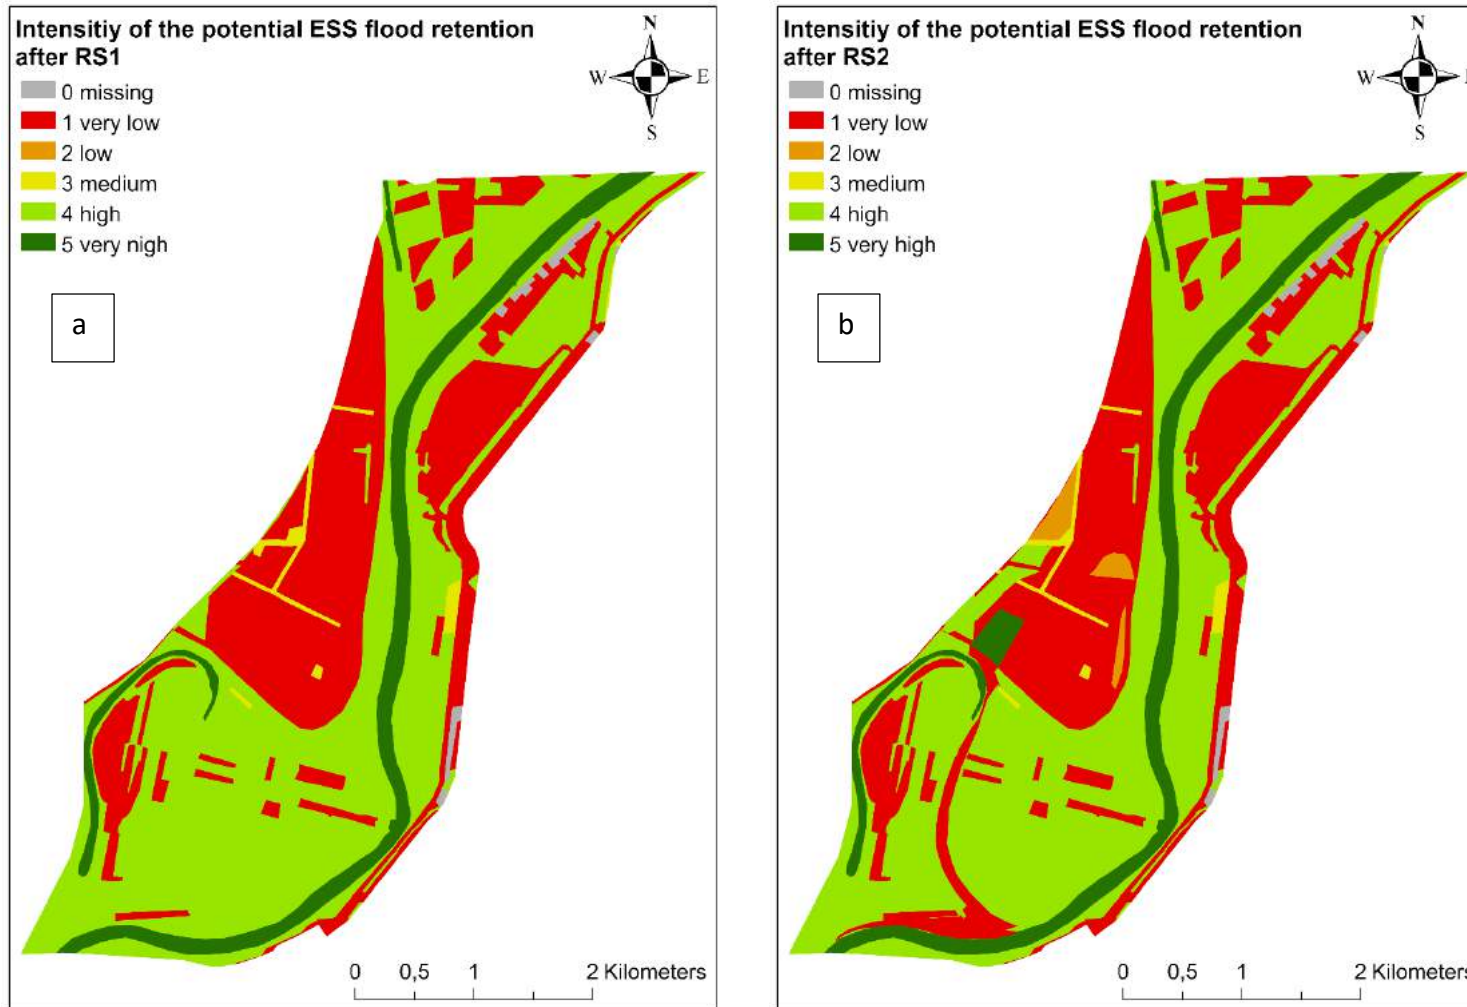 Intensitiy of the potential ESS flood retention
after RS1
N
W
E
S
0 missing
1 very low
2 low
3 medium
4 high
5 very nigh
a
0 0,5 1 2 Kilometers
Intensitiy of the potential ESS flood retention
after RS2
N
W
S
0 missing
1 very low
2 low
3 medium
4 high
5 very high
b
0 0,5 1 2 Kilometers